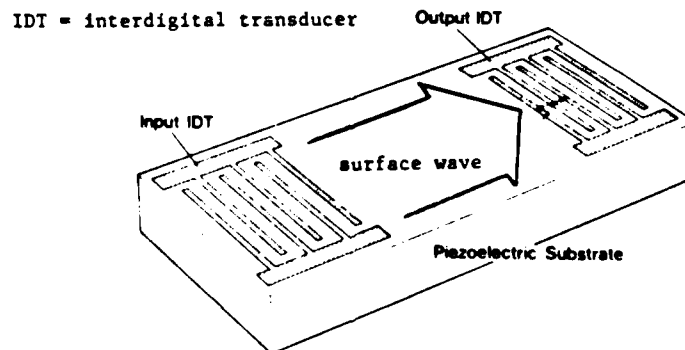 IDT = interdigital transducer
Output IDT
Input IDT
surface wave
Piezoelectric Substrate